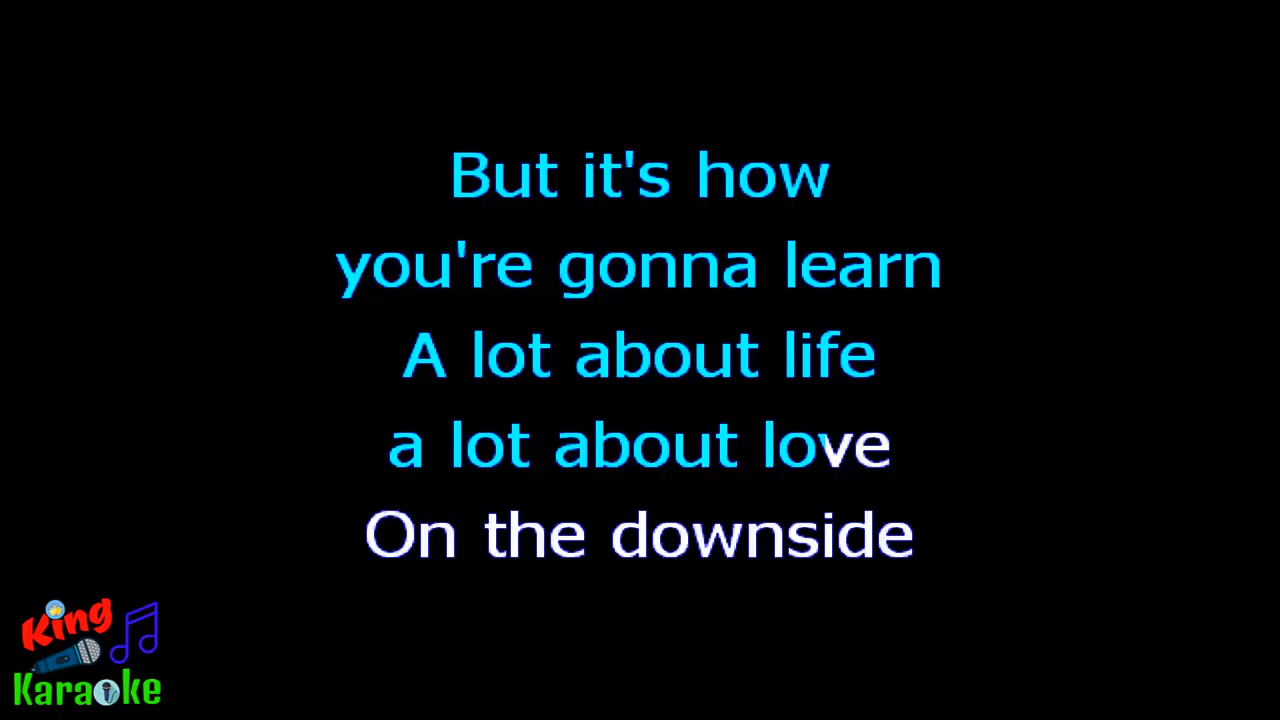 But it's how
you're gonna learn
A lot about life
a lot about love
On the downside
King
Karaoke